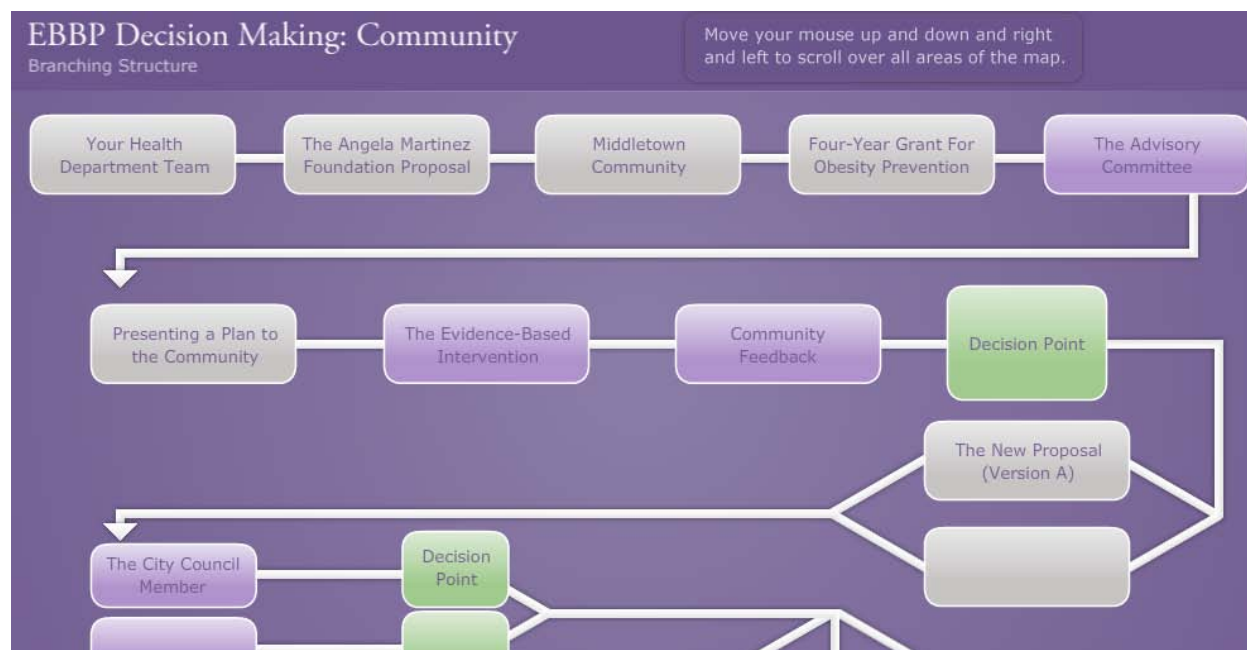 EBBP Decision Making: Community
Branching Structure
Move your mouse up and down and right
and left to scroll over all areas of the map.
Your Health
Department Team
The Angela Martinez
Foundation Proposal
Middletown
Community
Four-Year Grant For
Obesity Prevention
The Advisory
Committee
Presenting a Plan to
the Community
The Evidence-Based
Intervention
Community
Feedback
Decision Point
The New Proposal
(Version A)
The City Council
Member
Decision
Point